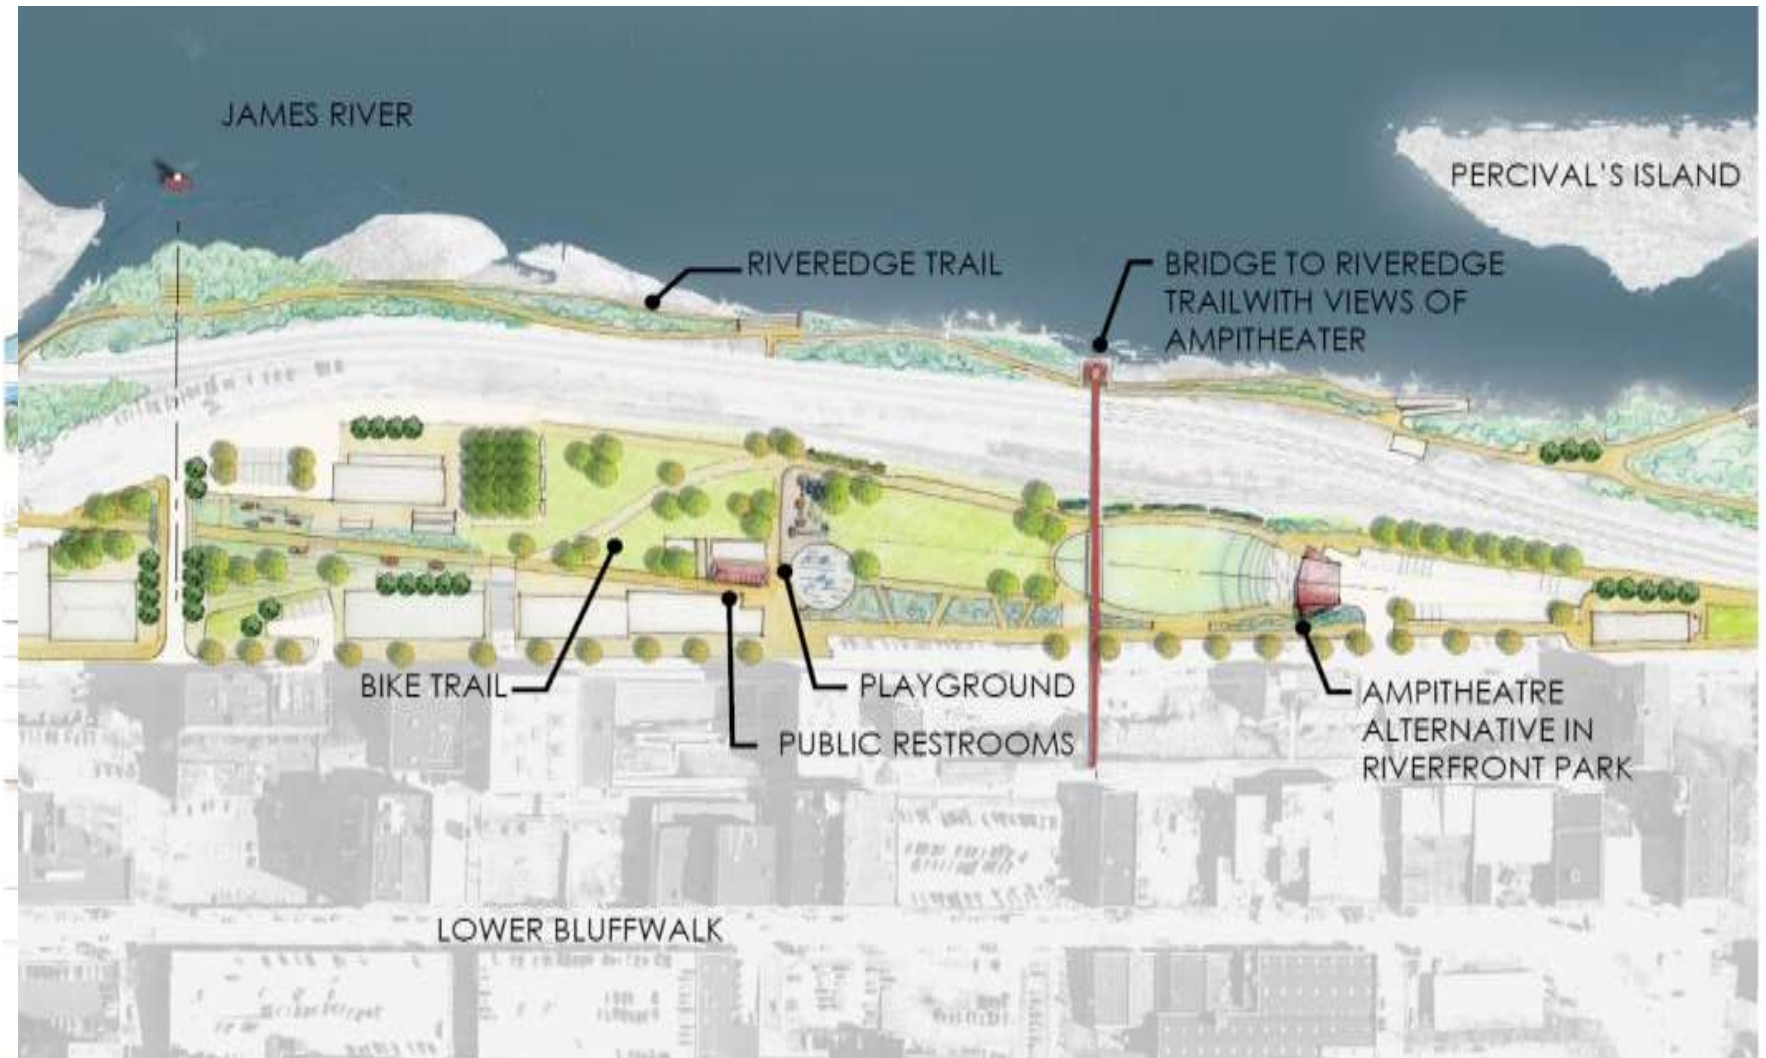 JAMES RIVER
PERCIVAL'S ISLAND
RIVEREDGE TRAIL
BRIDGE TO RIVEREDGE
TRAILWITH VIEWS OF
AMPITHEATER
BIKE TRAIL
PLAYGROUND
PUBLIC RESTROOMS
AMPITHEATRE
ALTERNATIVE IN
RIVERFRONT PARK
LOWER BLUFFWALK